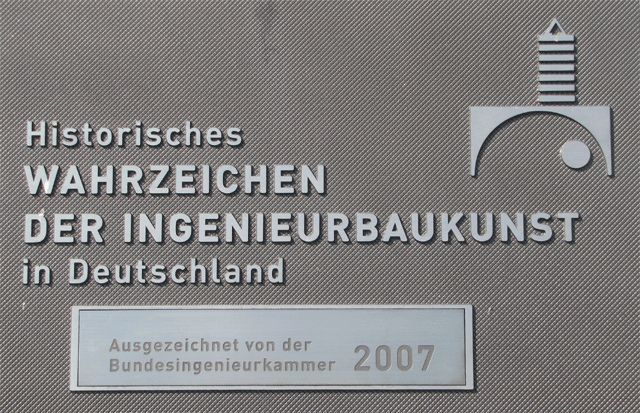 Historisches
WAHRZEICHEN
DER INGENIEURBAUKUNST
in Deutschland
Ausgezeichnet von der
Bundesingenieurkammer 2007